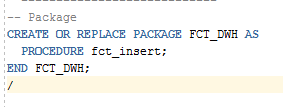 -- Package
CREATE OR REPLACE PACKAGE FCT_DWH AS
  PROCEDURE fct_insert;
END FCT_DWH;
/